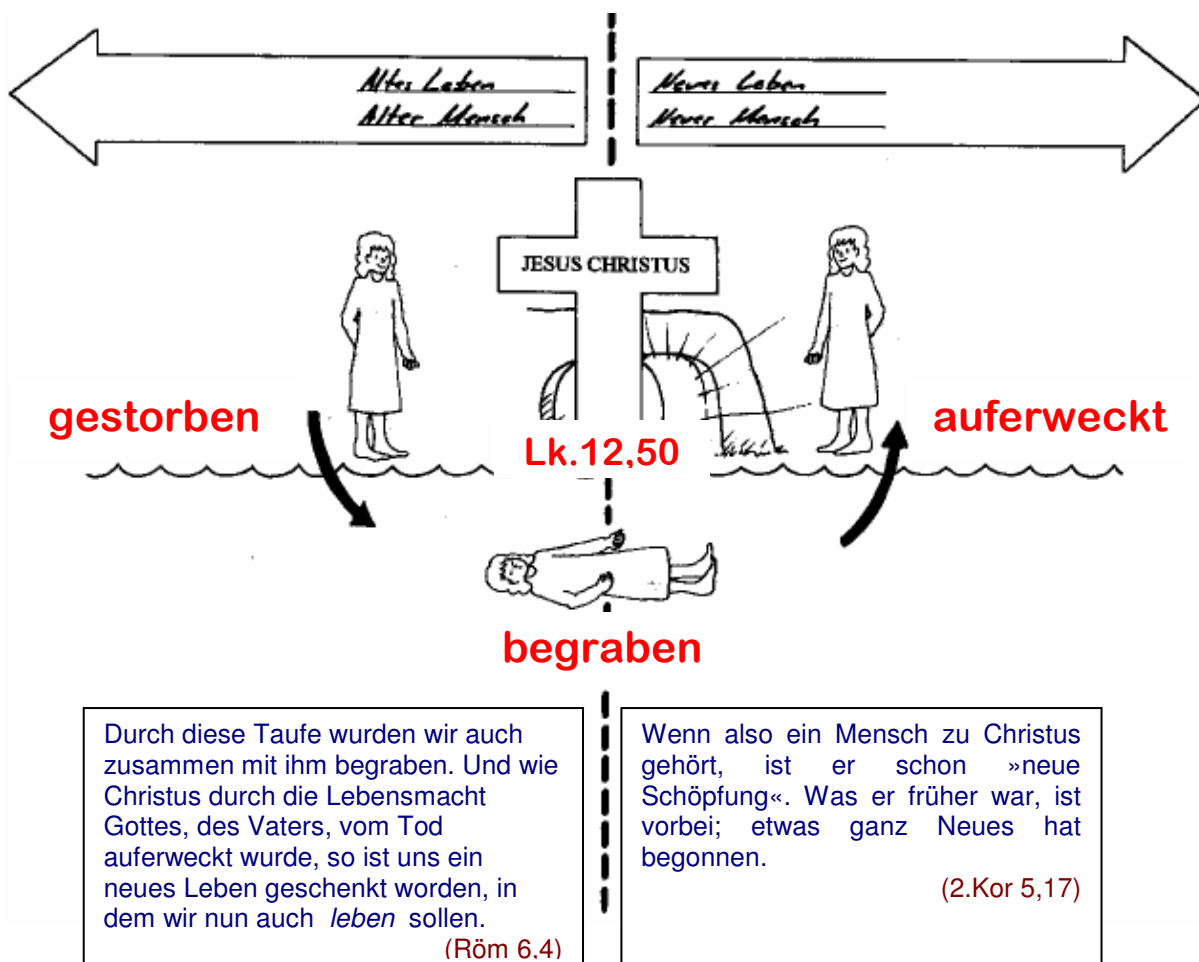 Altes Leben
Alter Mensch
Neues Leben
Neuer Mensch
JESUS CHRISTUS
gestorben
auferweckt
Lk.12,50
begraben
Durch diese Taufe wurden wir auch
zusammen mit ihm begraben. Und wie
Christus durch die Lebensmacht
Gottes, des Vaters, vom Tod
auferweckt wurde, so ist uns ein
neues Leben geschenkt worden, in
dem wir nun auch leben sollen.
(Röm 6,4)
Wenn also ein Mensch zu Christus
gehört, ist er schon »neue
Schöpfung«. Was er früher war, ist
vorbei; etwas ganz Neues hat
begonnen.
(2.Kor 5,17)